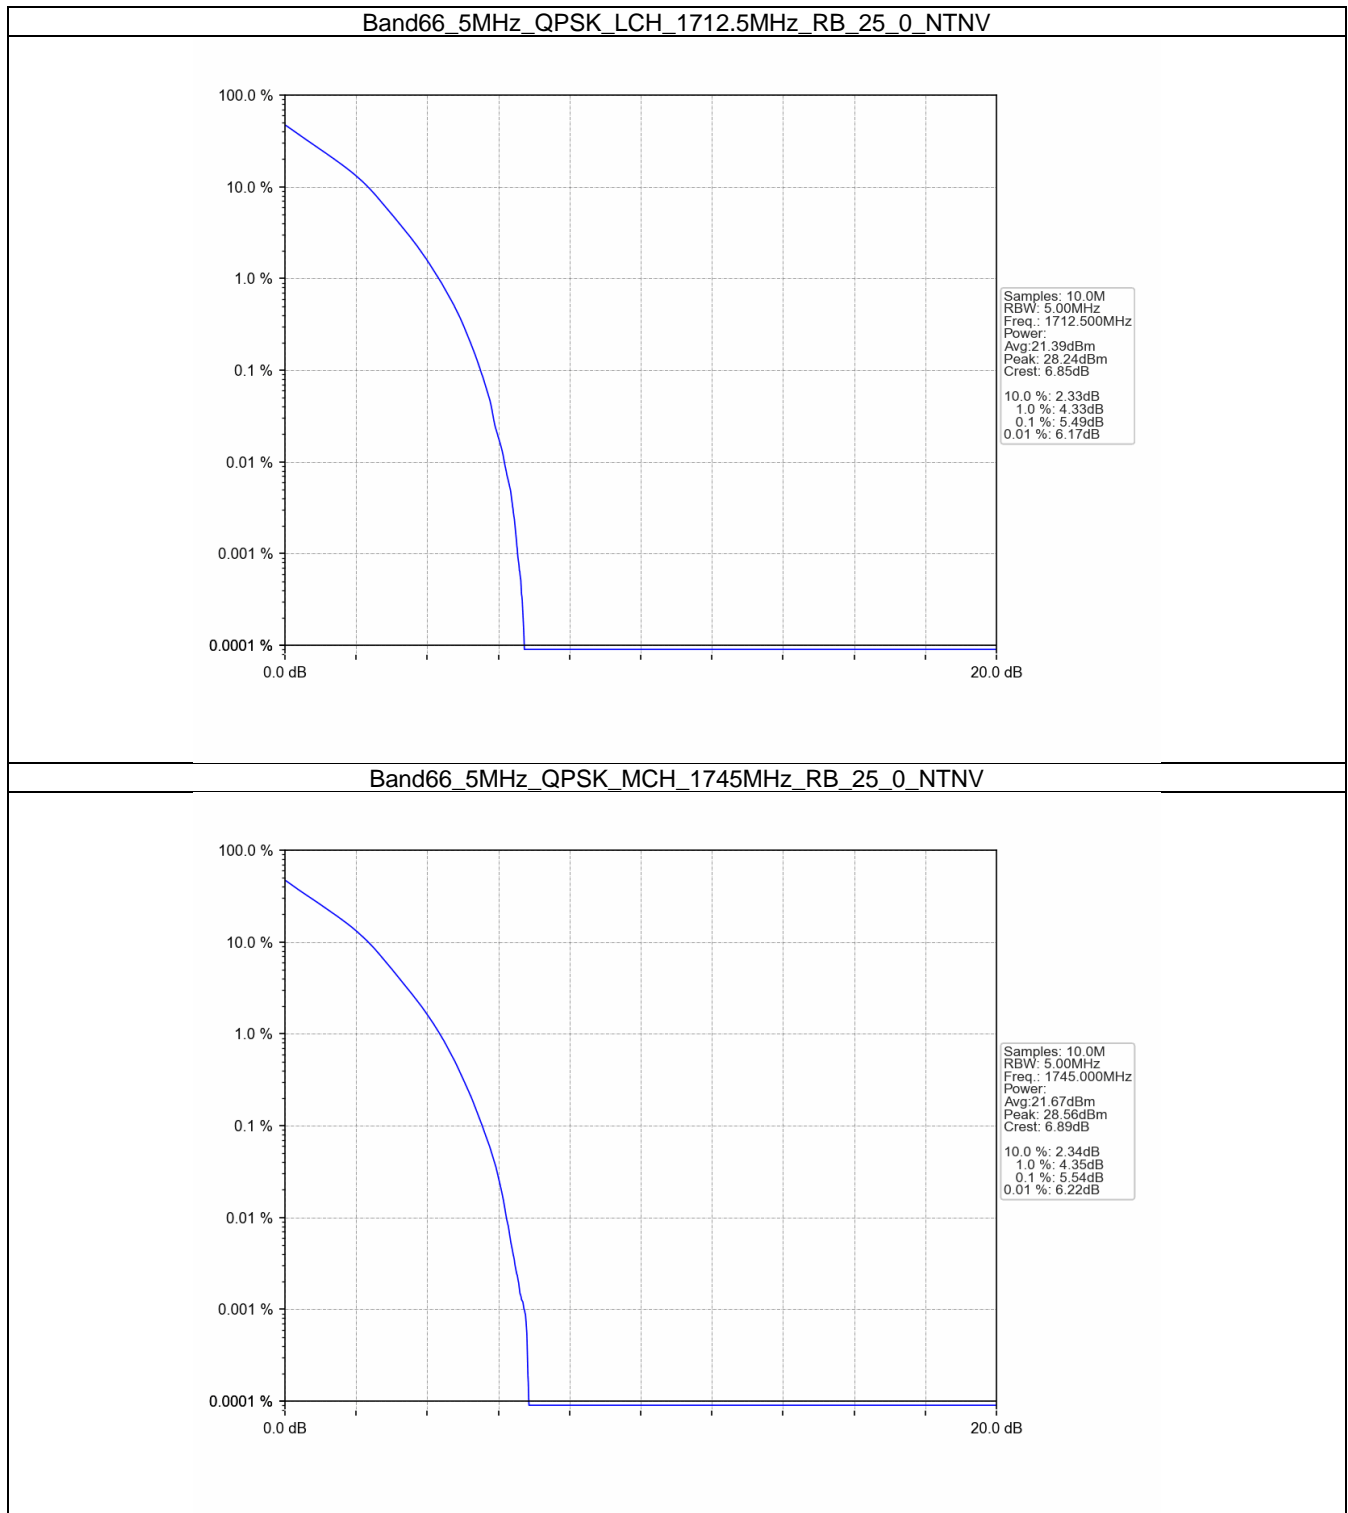 Band66_5MHz_QPSK_LCH_1712.5MHz_RB_25_0_NTNV
100.0 %
10.0 %
1.0 %
0.1 %
0.01 %
0.001 %
0.0001 %
0.0 dB
20.0 dB
Samples: 10.0M
RBW: 5.00MHz
Freq.: 1712.500MHz
Power:
Avg:21.39dBm
Peak: 28.24dBm
Crest: 6.85dB
10.0 %: 2.33dB
1.0 %: 4.33dB
0.1 %: 5.49dB
0.01 %: 6.17dB
Band66_5MHz_QPSK_MCH_1745MHz_RB_25_0_NTNV
100.0 %
10.0 %
1.0 %
0.1 %
0.01 %
0.001 %
0.0001 %
0.0 dB
20.0 dB
Samples: 10.0M
RBW: 5.00MHz
Freq.: 1745.000MHz
Power:
Avg:21.67dBm
Peak: 28.56dBm
Crest: 6.89dB
10.0 %: 2.34dB
1.0 %: 4.35dB
0.1 %: 5.54dB
0.01 %: 6.22dB